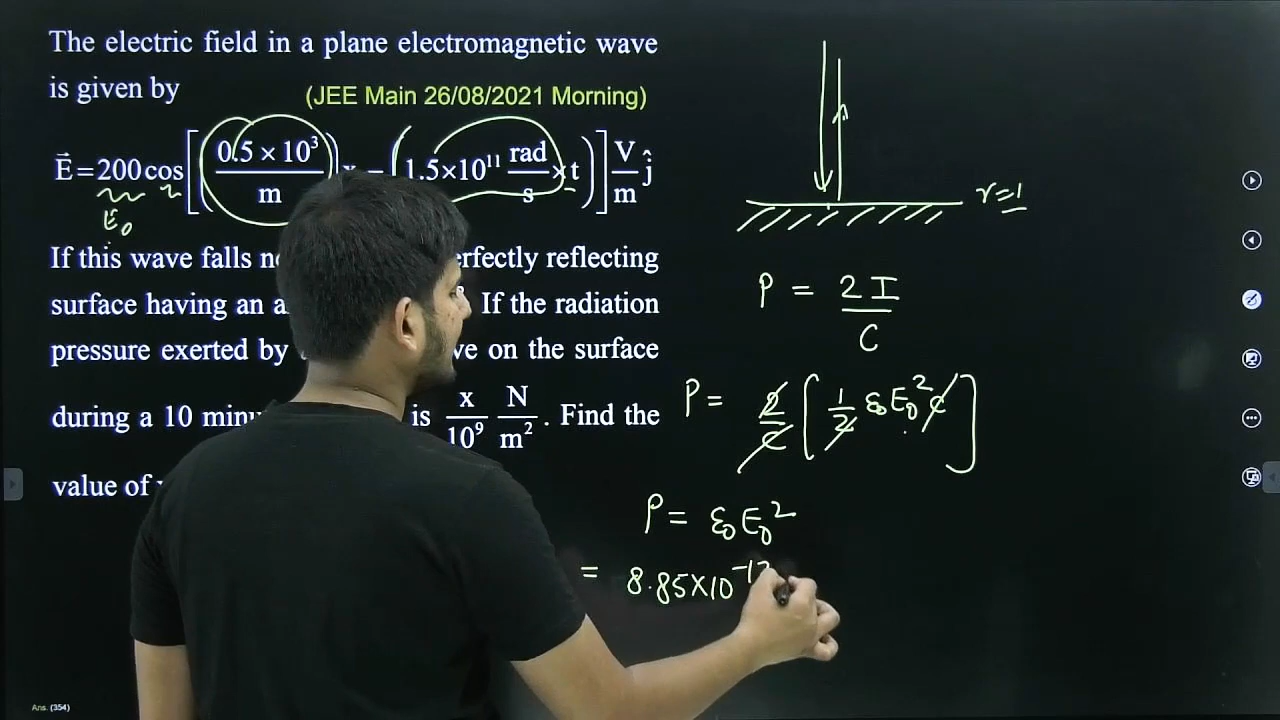 The electric field in a plane electromagnetic wave
is given by
(JEE Main 26/08/2021 Morning)
E⃗ = 200 cos [ ( 0.5 × 10³ / m ) x − ( 1.5×10¹¹ rad / s × t ) ] V / m ĵ
E₀
If this wave falls erfectly reflecting
surface having an If the radiation
pressure exerted by on the surface
during a 10 is x / 10⁹ N / m² . Find the
value of
Ans. (354)
r=1
P = 2I / C
P = 2 / C [ 1 / 2 ε₀E₀² C ]
P = ε₀E₀²
= 8.85×10